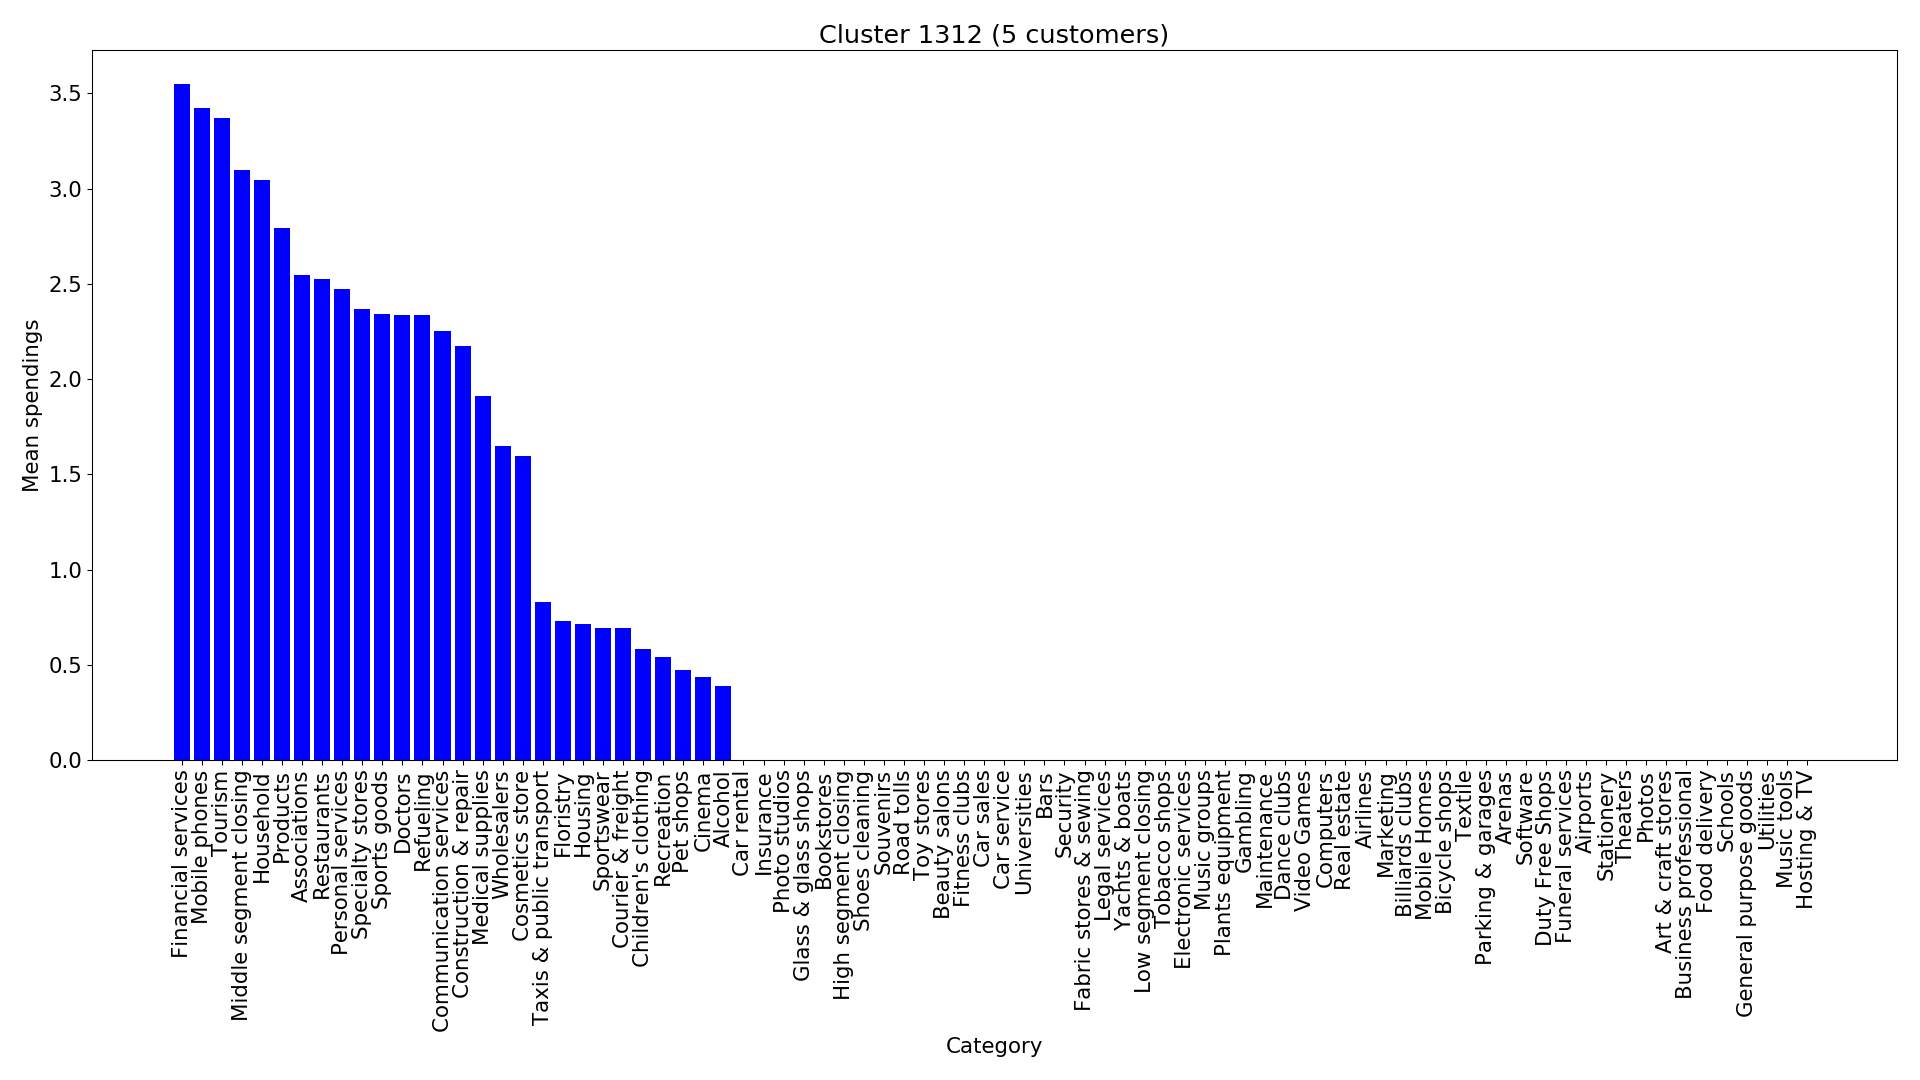 Cluster 1312 (5 customers)
Mean spendings
3.5
3.0
2.5
2.0
1.5
1.0
0.5
0.0
Financial services
Mobile phones
Tourism
Middle segment closing
Household
Products
Associations
Restaurants
Personal services
Specialty stores
Sports goods
Doctors
Refueling
Communication services
Construction & repair
Medical supplies
Wholesalers
Cosmetics store
Taxis & public transport
Floristry
Housing
Sportswear
Courier & freight
Children's clothing
Recreation
Pet shops
Cinema
Alcohol
Car rental
Insurance
Photo studios
Glass & glass shops
Bookstores
High segment closing
Shoes cleaning
Souvenirs
Road tolls
Toy stores
Beauty salons
Fitness clubs
Car sales
Car service
Universities
Bars
Security
Fabric stores & sewing
Legal services
Yachts & boats
Low segment closing
Tobacco shops
Electronic services
Music groups
Plants equipment
Gambling
Maintenance
Dance clubs
Video Games
Computers
Real estate
Airlines
Marketing
Billiards clubs
Mobile Homes
Bicycle shops
Textile
Parking & garages
Arenas
Software
Duty Free Shops
Funeral services
Airports
Stationery
Theaters
Photos
Art & craft stores
Business professional
Food delivery
Schools
General purpose goods
Utilities
Music tools
Hosting & TV
Category